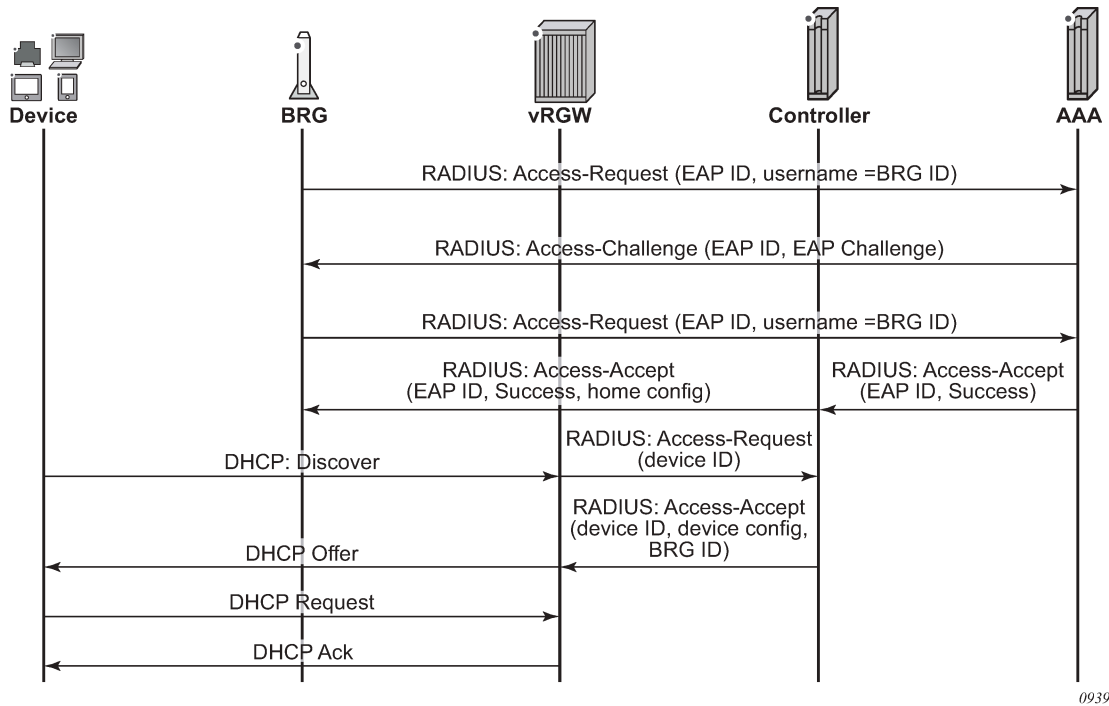 Device
BRG
vRGW
Controller
AAA
RADIUS: Access-Request (EAP ID, username =BRG ID)
RADIUS: Access-Challenge (EAP ID, EAP Challenge)
RADIUS: Access-Request (EAP ID, username =BRG ID)
RADIUS: Access-Accept
(EAP ID, Success, home config)
RADIUS: Access-Accept
(EAP ID, Success)
DHCP: Discover
RADIUS: Access-Request
(device ID)
RADIUS: Access-Accept
(device ID, device config,
BRG ID)
DHCP Offer
DHCP Request
DHCP Ack
0939